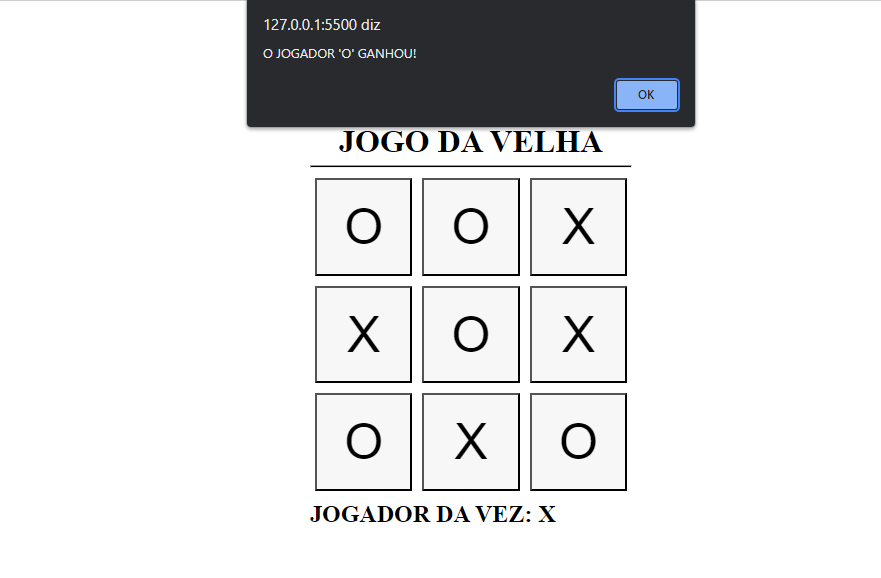 127.0.0.1:5500 diz
O JOGADOR 'O' GANHOU!
OK
JOGO DA VELHA
O O X
X O X
O X O
JOGADOR DA VEZ: X